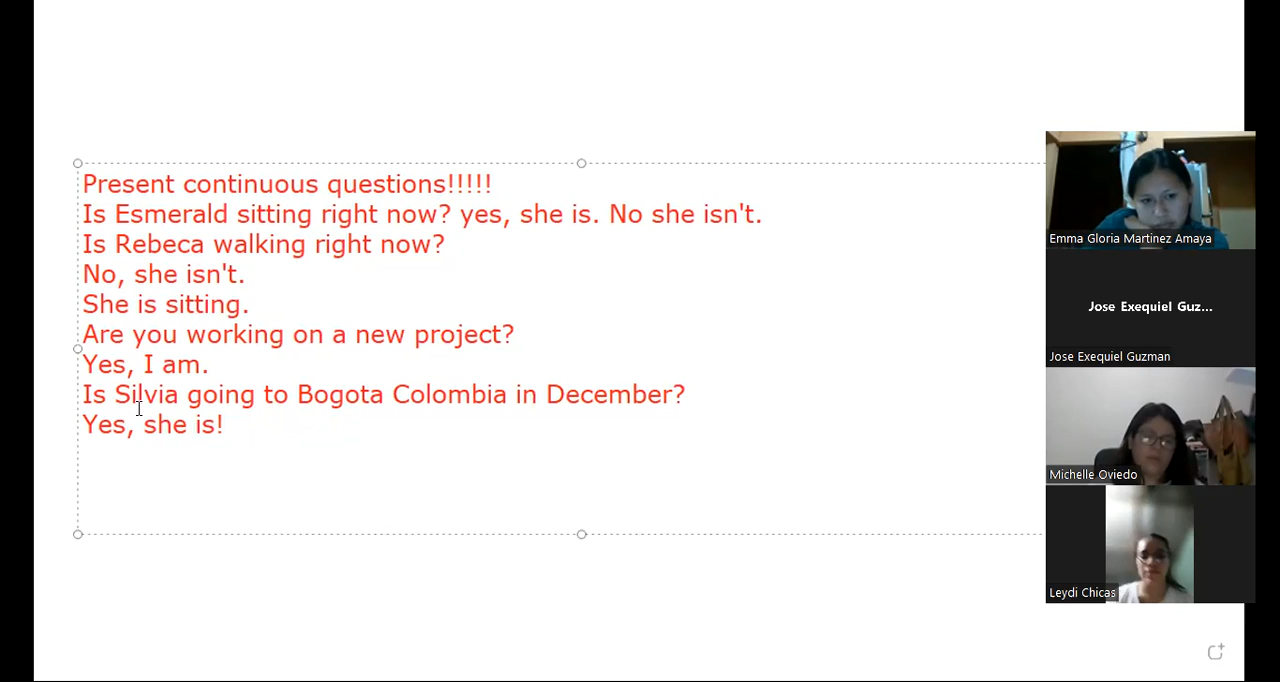 Present continuous questions!!!!!
Is Esmerald sitting right now? yes, she is. No she isn't.
Is Rebeca walking right now?
No, she isn't.
She is sitting.
Are you working on a new project?
Yes, I am.
Is Silvia going to Bogota Colombia in December?
Yes, she is!
Emma Gloria Martinez Amaya
Jose Exequiel Guz...
Jose Exequiel Guzman
Michelle Oviedo
Leydi Chicas